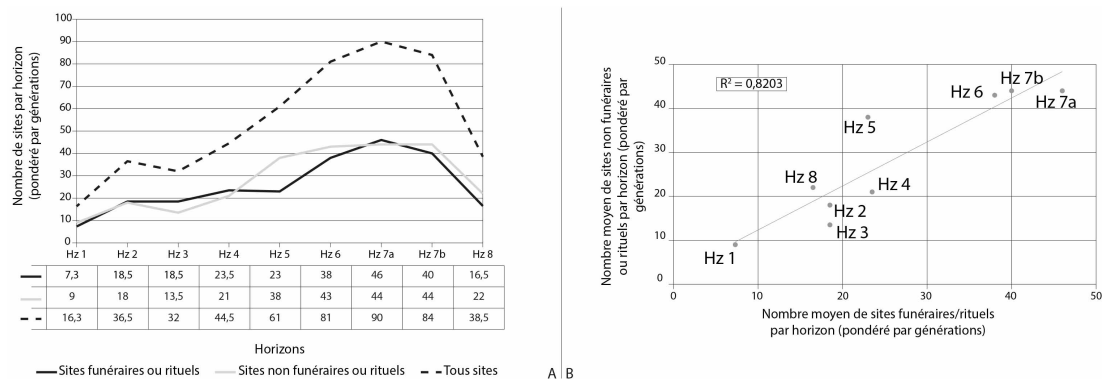 Nombre de sites par horizon
(pondéré par générations)
100
90
80
70
60
50
40
30
20
10
0
Hz 1 Hz 2 Hz 3 Hz 4 Hz 5 Hz 6 Hz 7a Hz 7b Hz 8
7,3 18,5 18,5 23,5 23 38 46 40 16,5
9 18 13,5 21 38 43 44 44 22
16,3 36,5 32 44,5 61 81 90 84 38,5
Horizons
Sites funéraires ou rituels Sites non funéraires ou rituels Tous sites
A B
Nombre moyen de sites non funéraires
ou rituels par horizon (pondéré par
générations)
50
40
30
20
10
0
R² = 0,8203
Hz 7b
Hz 6
Hz 7a
Hz 5
Hz 8
Hz 4
Hz 2
Hz 3
Hz 1
0 10 20 30 40 50
Nombre moyen de sites funéraires/rituels
par horizon (pondéré par générations)